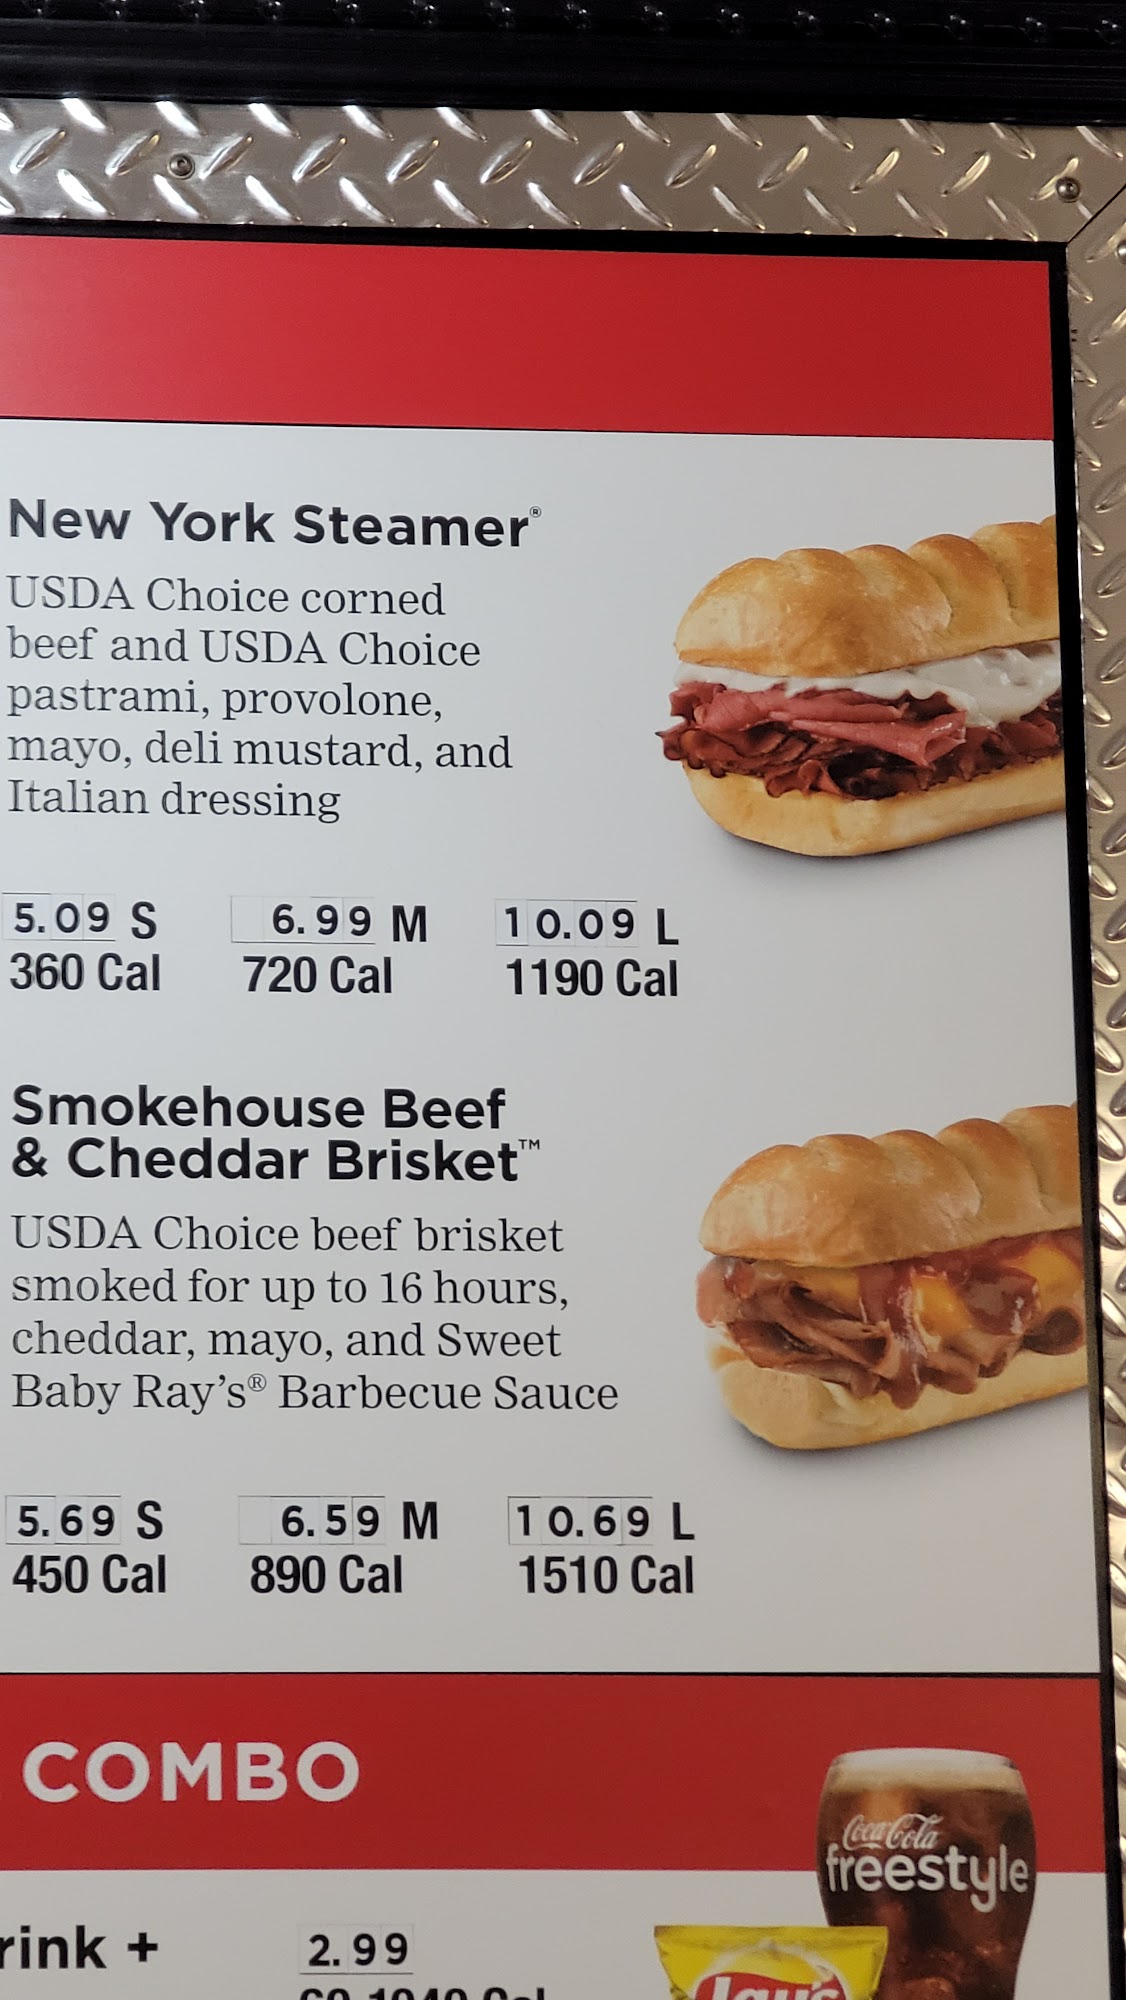 New York Steamer®
USDA Choice corned
beef and USDA Choice
pastrami, provolone,
mayo, deli mustard, and
Italian dressing
5.09 S 6.99 M 10.09 L
360 Cal 720 Cal 1190 Cal
Smokehouse Beef
& Cheddar Brisket™
USDA Choice beef brisket
smoked for up to 16 hours,
cheddar, mayo, and Sweet
Baby Ray's® Barbecue Sauce
5.69 S 6.59 M 10.69 L
450 Cal 890 Cal 1510 Cal
COMBO
Coca-Cola
freestyle
rink + 2.99
Lay's